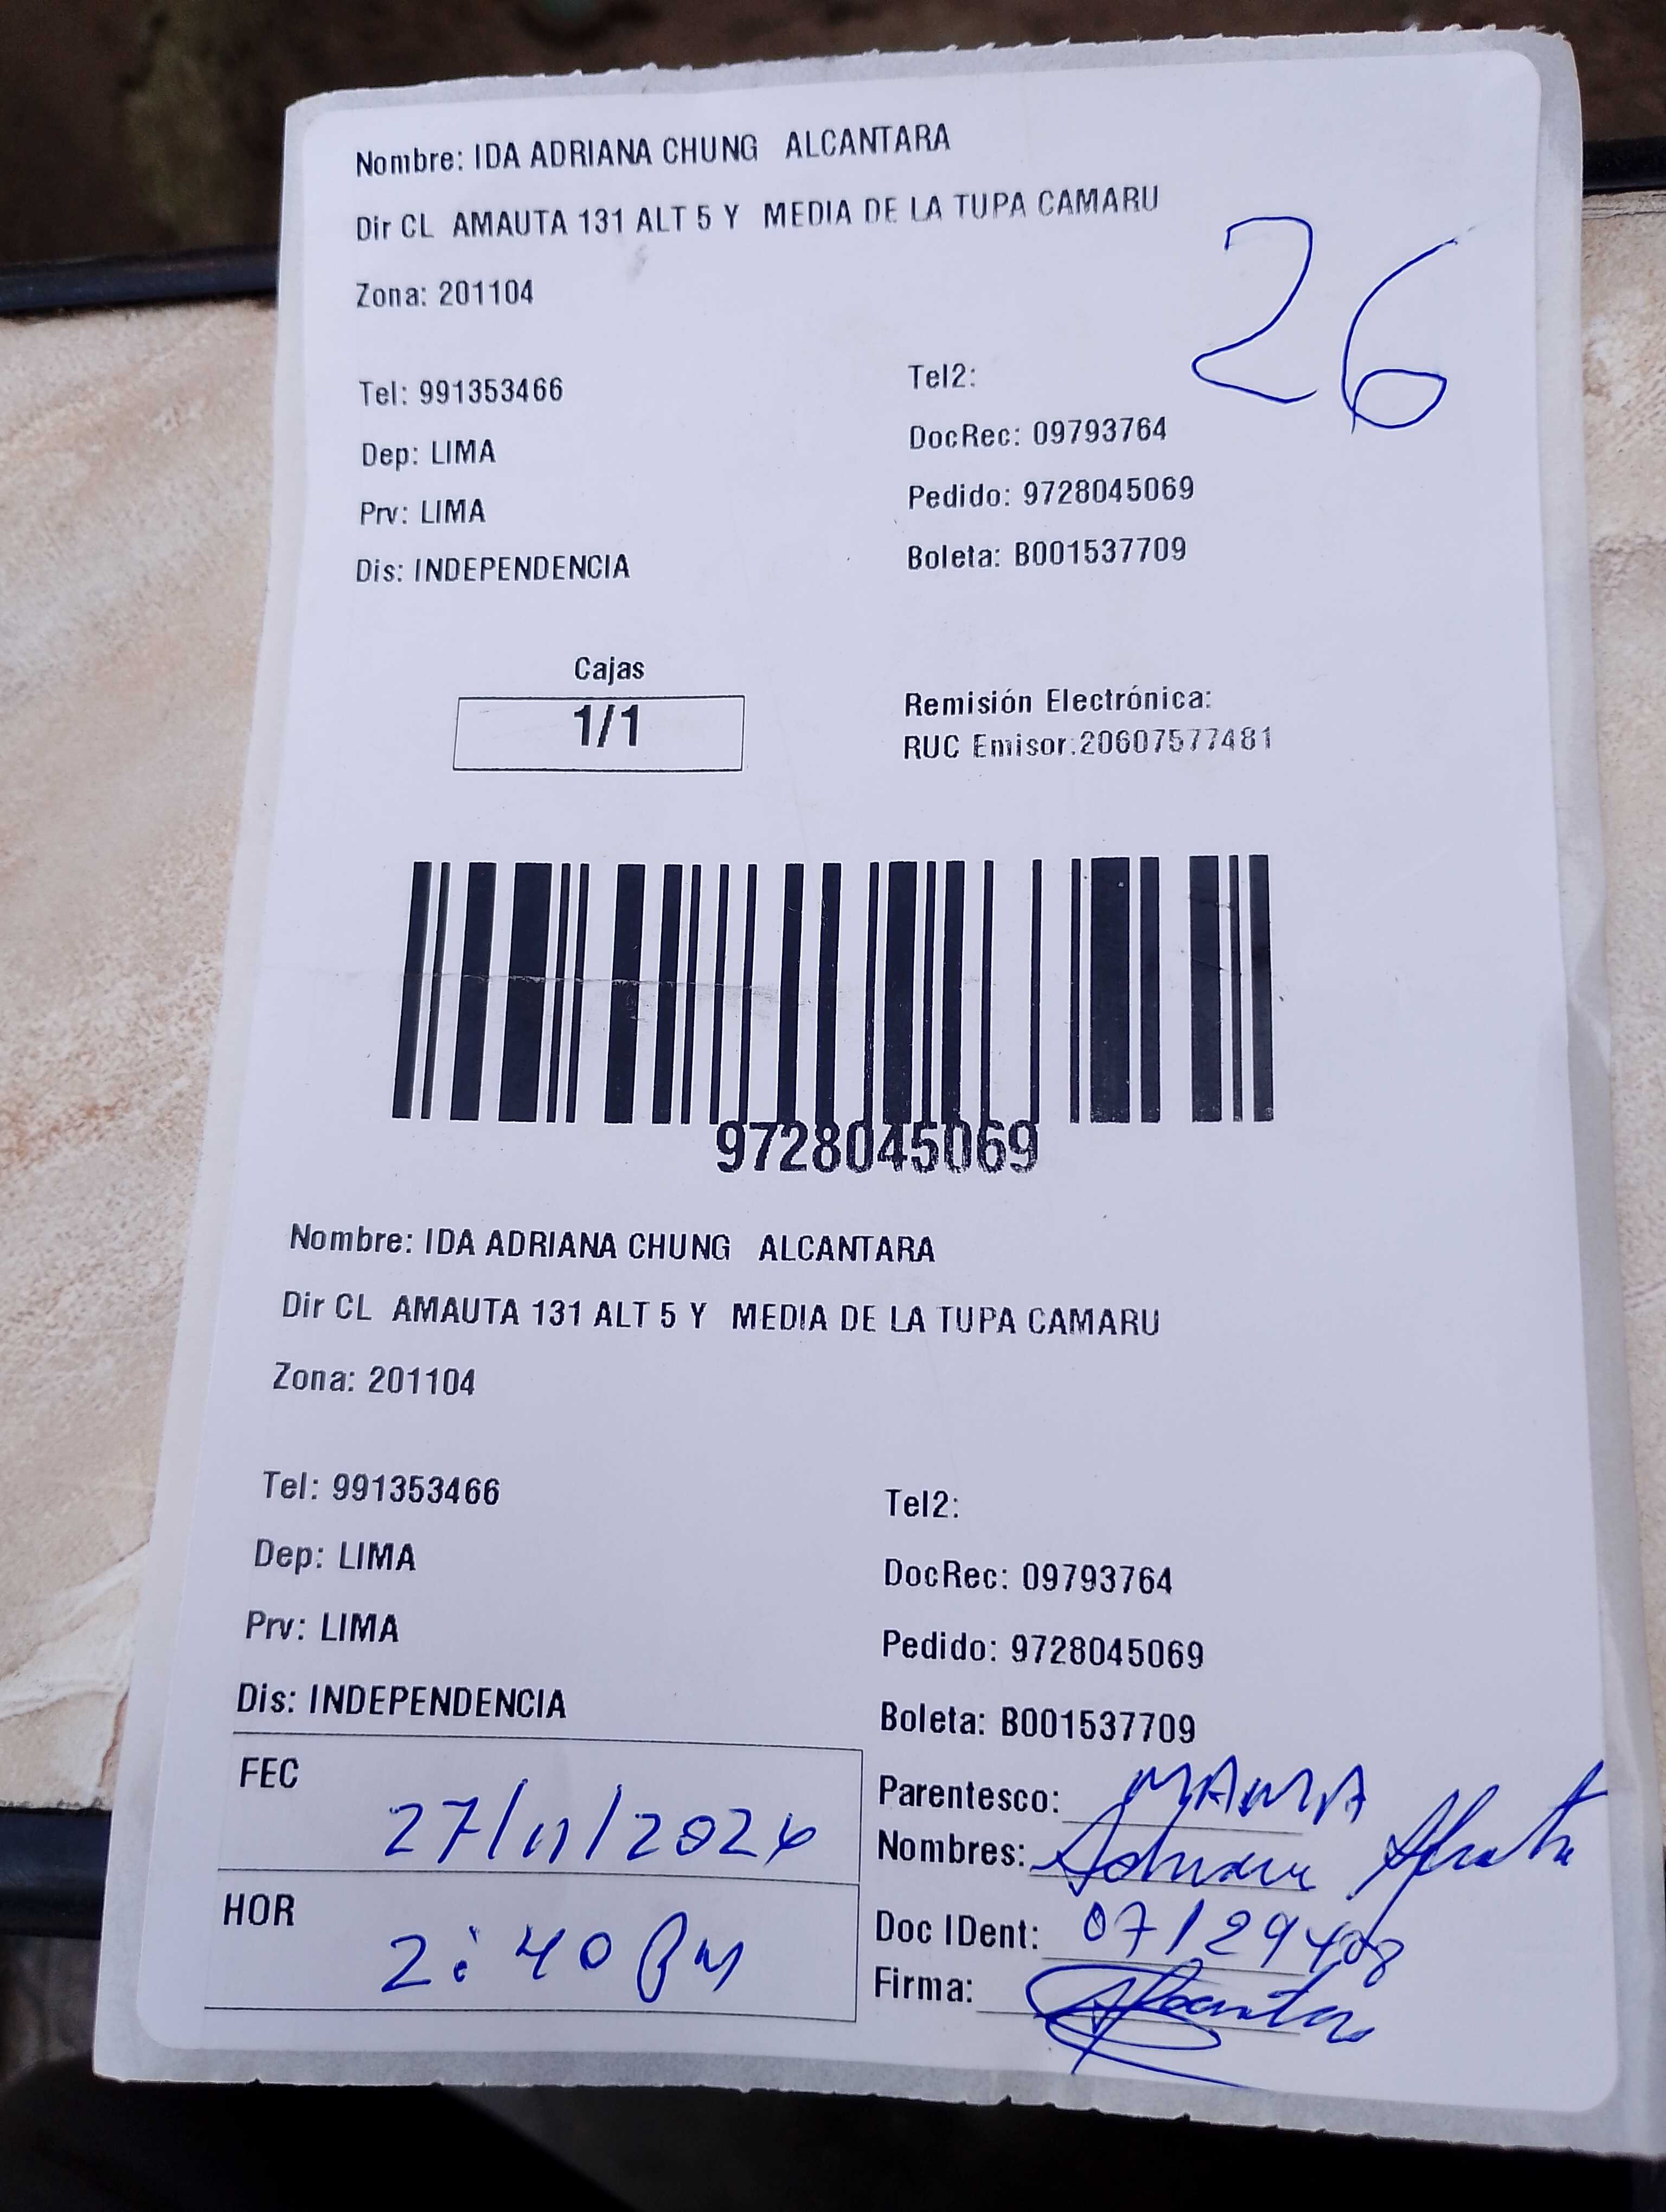 Nombre: IDA ADRIANA CHUNG ALCANTARA
Dir CL AMAUTA 131 ALT 5 Y MEDIA DE LA TUPA CAMARU
26
Zona: 201104
Tel: 991353466
Tel2:
Dep: LIMA
DocRec: 09793764
Prv: LIMA
Pedido: 9728045069
Dis: INDEPENDENCIA
Boleta: B001537709
Cajas
1/1
Remisión Electrónica:
RUC Emisor:20607577481
9728045069
Nombre: IDA ADRIANA CHUNG ALCANTARA
Dir CL AMAUTA 131 ALT 5 Y MEDIA DE LA TUPA CAMARU
Zona: 201104
Tel: 991353466
Tel2:
Dep: LIMA
DocRec: 09793764
Prv: LIMA
Pedido: 9728045069
Dis: INDEPENDENCIA
Boleta: B001537709
FEC 27/11/2024
Parentesco: MAMA
Nombres:
HOR 2:40 Pm
Doc IDent: 07129408
Firma: